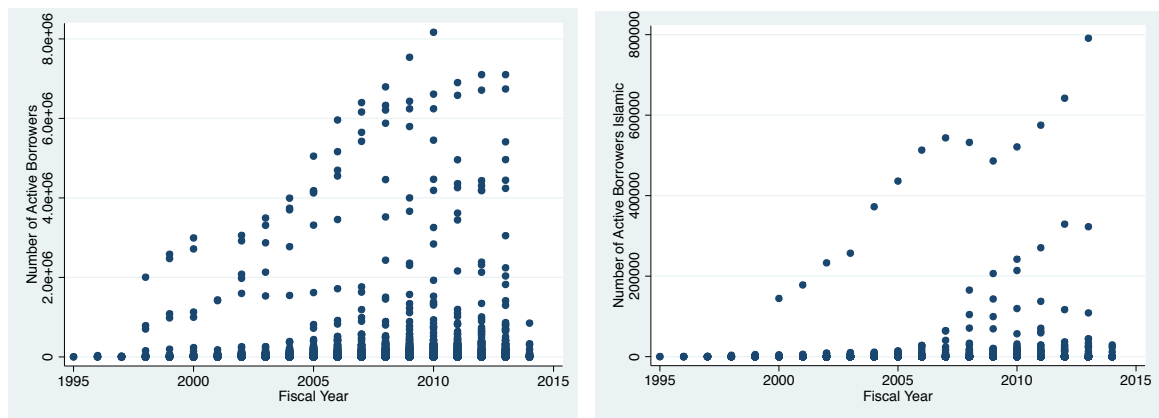 Number of Active Borrowers
8.0e+06
6.0e+06
4.0e+06
2.0e+06
0
1995 2000 2005 2010 2015
Fiscal Year
Number of Active Borrowers Islamic
800000
600000
400000
200000
0
1995 2000 2005 2010 2015
Fiscal Year